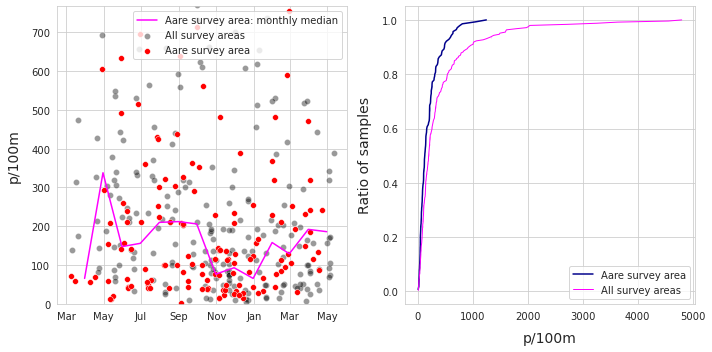 Aare survey area: monthly median
All survey areas
Aare survey area
p/100m
700
600
500
400
300
200
100
0
Mar May Jul Sep Nov Jan Mar May
Ratio of samples
1.0
0.8
0.6
0.4
0.2
0.0
Aare survey area
All survey areas
0 1000 2000 3000 4000 5000
p/100m